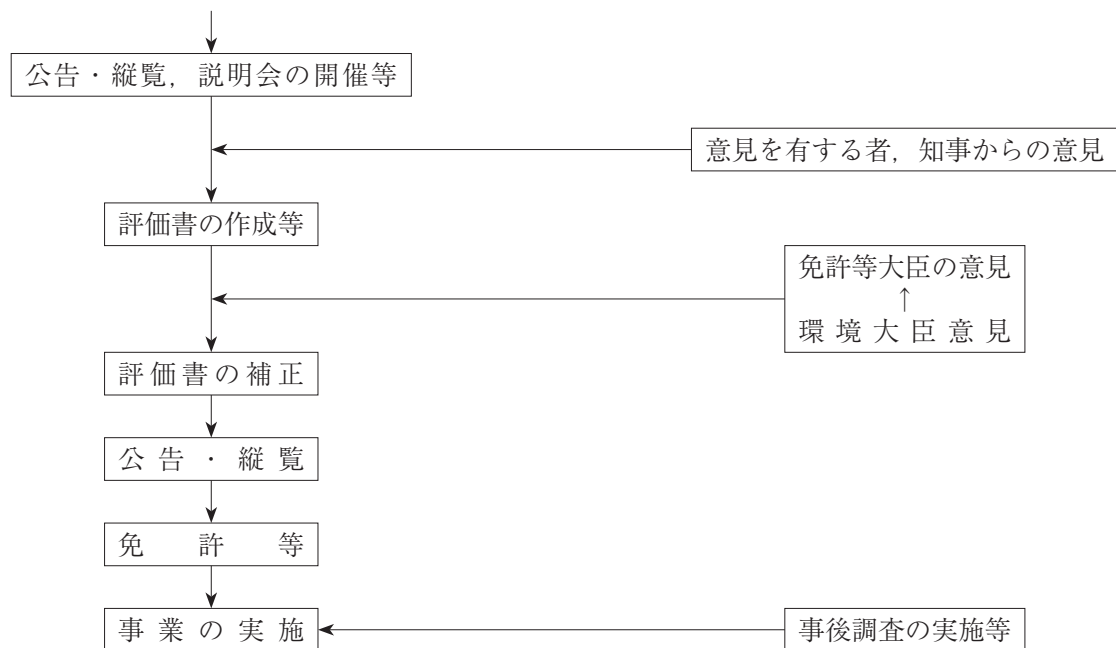 公告・縦覧，説明会の開催等
意見を有する者，知事からの意見
評価書の作成等
免許等大臣の意見
↑
環境大臣意見
評価書の補正
公告・縦覧
免許等
事業の実施
事後調査の実施等